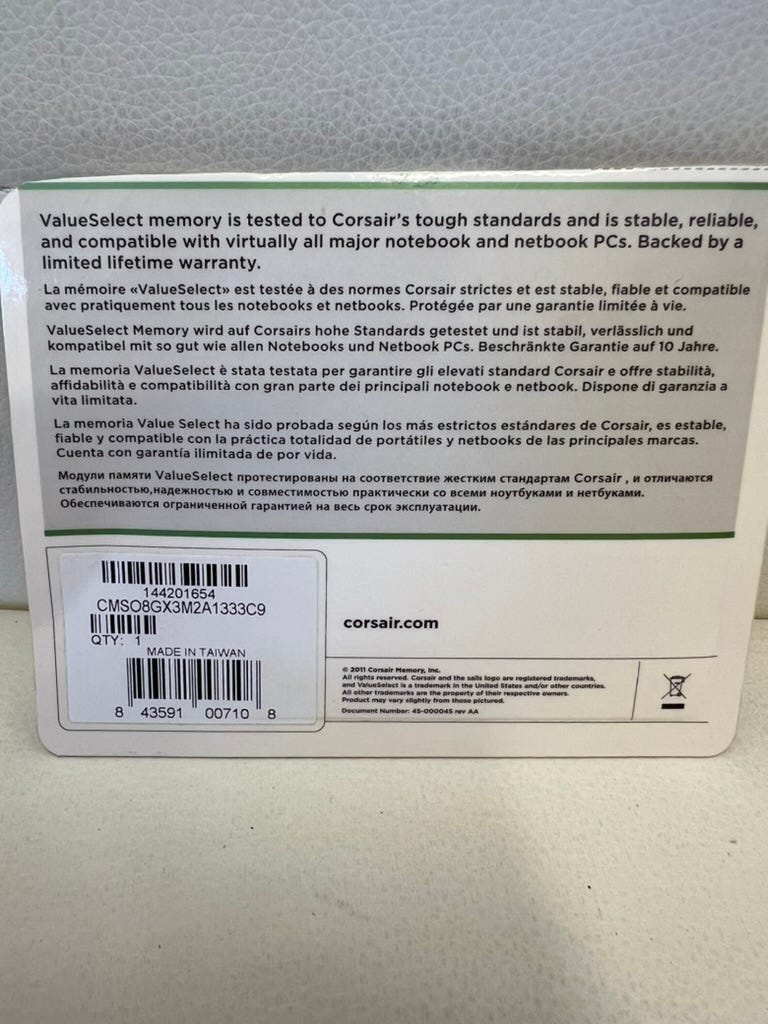 ValueSelect memory is tested to Corsair's tough standards and is stable, reliable,
and compatible with virtually all major notebook and netbook PCs. Backed by a
limited lifetime warranty.
La mémoire «ValueSelect» est testée à des normes Corsair strictes et est stable, fiable et compatible
avec pratiquement tous les notebooks et netbooks. Protégée par une garantie limitée à vie.
ValueSelect Memory wird auf Corsairs hohe Standards getestet und ist stabil, verlässlich und
kompatibel mit so gut wie allen Notebooks und Netbook PCs. Beschränkte Garantie auf 10 Jahre.
La memoria ValueSelect è stata testata per garantire gli elevati standard Corsair e offre stabilità,
affidabilità e compatibilità con gran parte dei principali notebook e netbook. Dispone di garanzia a
vita limitata.
La memoria Value Select ha sido probada según los más estrictos estándares de Corsair, es estable,
fiable y compatible con la práctica totalidad de portátiles y netbooks de las principales marcas.
Cuenta con garantía ilimitada de por vida.
Модули памяти ValueSelect протестированы на соответствие жестким стандартам Corsair , и отличаются
стабильностью,надежностью и совместимостью практически со всеми ноутбуками и нетбуками.
Обеспечиваются ограниченной гарантией на весь срок эксплуатации.
144201654
CMSO8GX3M2A1333C9
QTY: 1
MADE IN TAIWAN
8 43591 00710 8
corsair.com
© 2011 Corsair Memory, Inc.
All rights reserved. Corsair and the sails logo are registered trademarks,
and ValueSelect is a trademark in the United States and/or other countries.
All other trademarks are the property of their respective owners.
Product may vary slightly from those pictured.
Document Number: 45-000045 rev AA